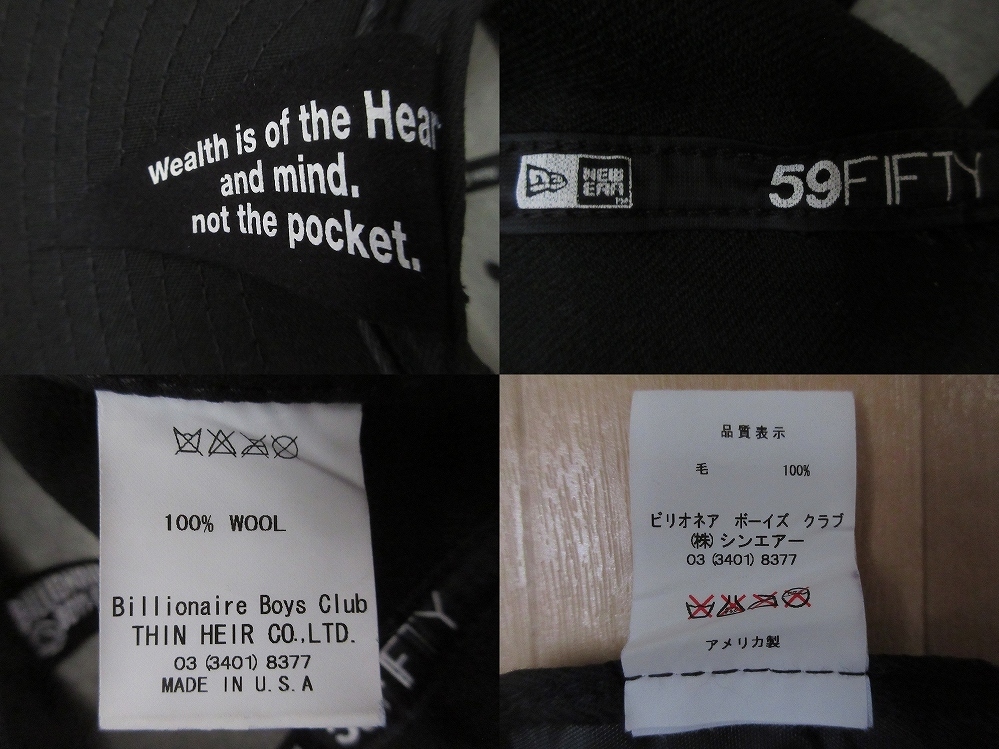 Wealth is of the Hear
and mind.
not the pocket.
NEW ERA
59FIFTY
100% WOOL
Billionaire Boys Club
THIN HEIR CO.,LTD.
03 (3401) 8377
MADE IN U.S.A
品質表示
毛 100%
ビリオネア ボーイズ クラブ
(株) シンエアー
03 (3401) 8377
アメリカ製